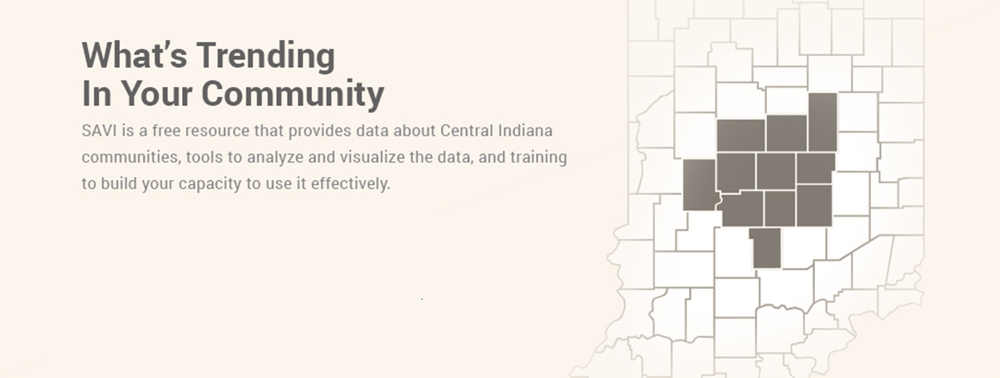 What’s Trending
In Your Community
SAVI is a free resource that provides data about Central Indiana
communities, tools to analyze and visualize the data, and training
to build your capacity to use it effectively.